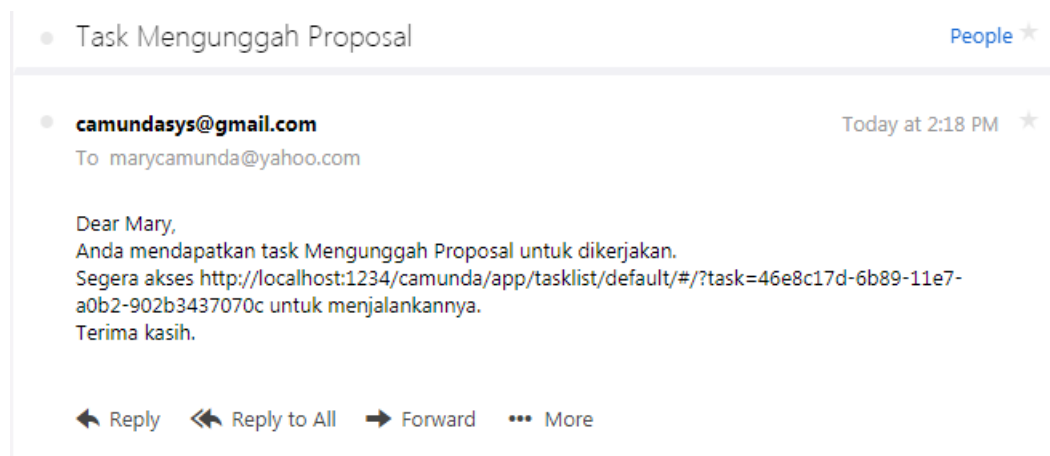 Task Mengunggah Proposal People
camundasys@gmail.com Today at 2:18 PM
To marycamunda@yahoo.com
Dear Mary,
Anda mendapatkan task Mengunggah Proposal untuk dikerjakan.
Segera akses http://localhost:1234/camunda/app/tasklist/default/#/?task=46e8c17d-6b89-11e7-
a0b2-902b3437070c untuk menjalankannya.
Terima kasih.
Reply Reply to All Forward More